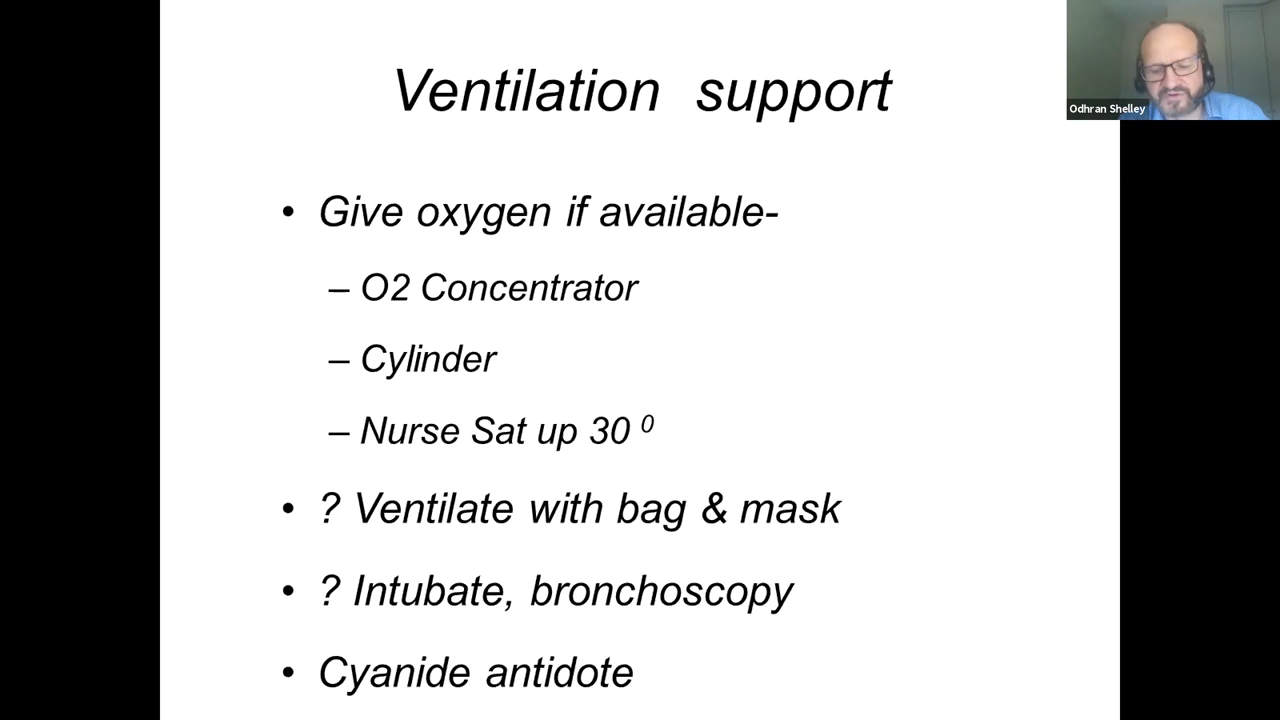 Ventilation support
Odhran Shelley
• Give oxygen if available-
– O2 Concentrator
– Cylinder
– Nurse Sat up 30 ⁰
• ? Ventilate with bag & mask
• ? Intubate, bronchoscopy
• Cyanide antidote